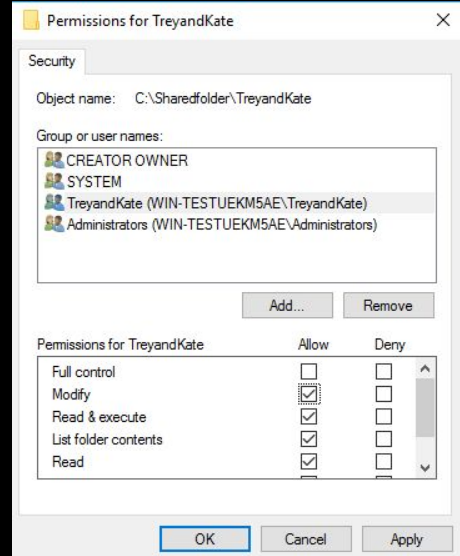 Permissions for TreyandKate
Security
Object name: C:\Sharedfolder\TreyandKate
Group or user names:
CREATOR OWNER
SYSTEM
TreyandKate (WIN-TESTUEKM5AE\TreyandKate)
Administrators (WIN-TESTUEKM5AE\Administrators)
Add... Remove
Permissions for TreyandKate Allow Deny
Full control
Modify
Read & execute
List folder contents
Read
OK Cancel Apply